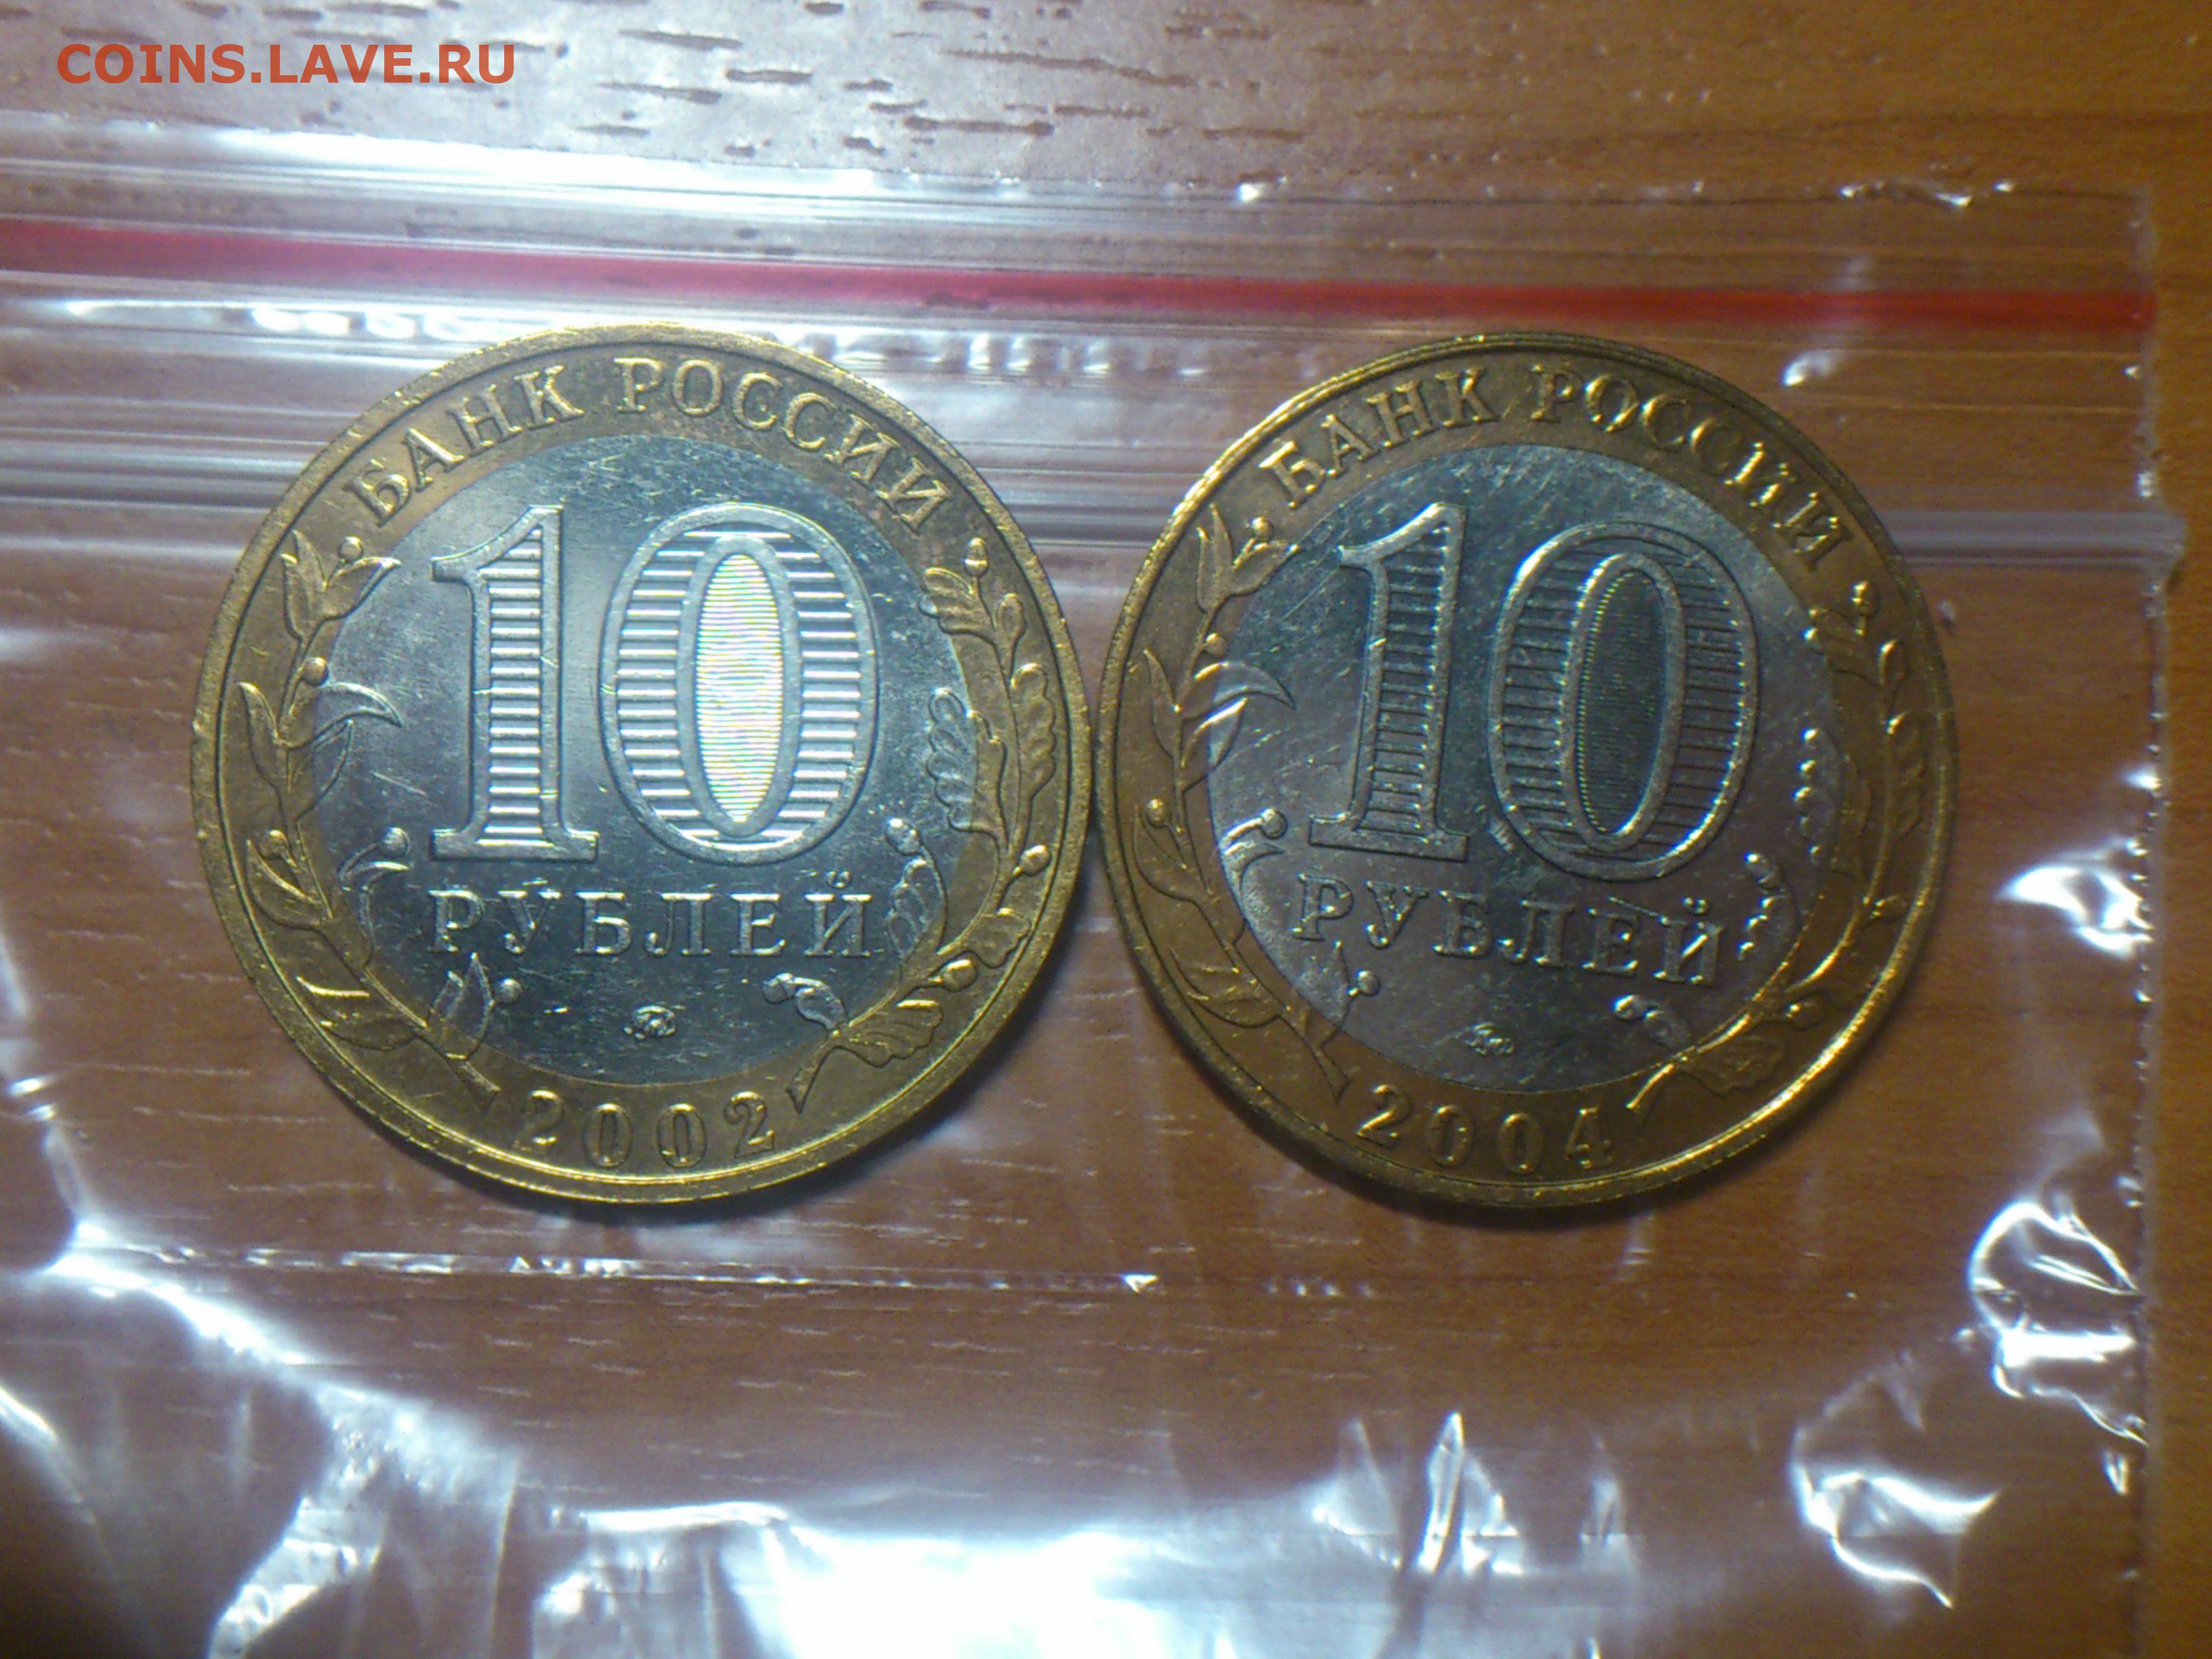 COINS.LAVE.RU
БАНК РОССИИ
10
РУБЛЕЙ
2002
БАНК РОССИИ
10
РУБЛЕЙ
2004